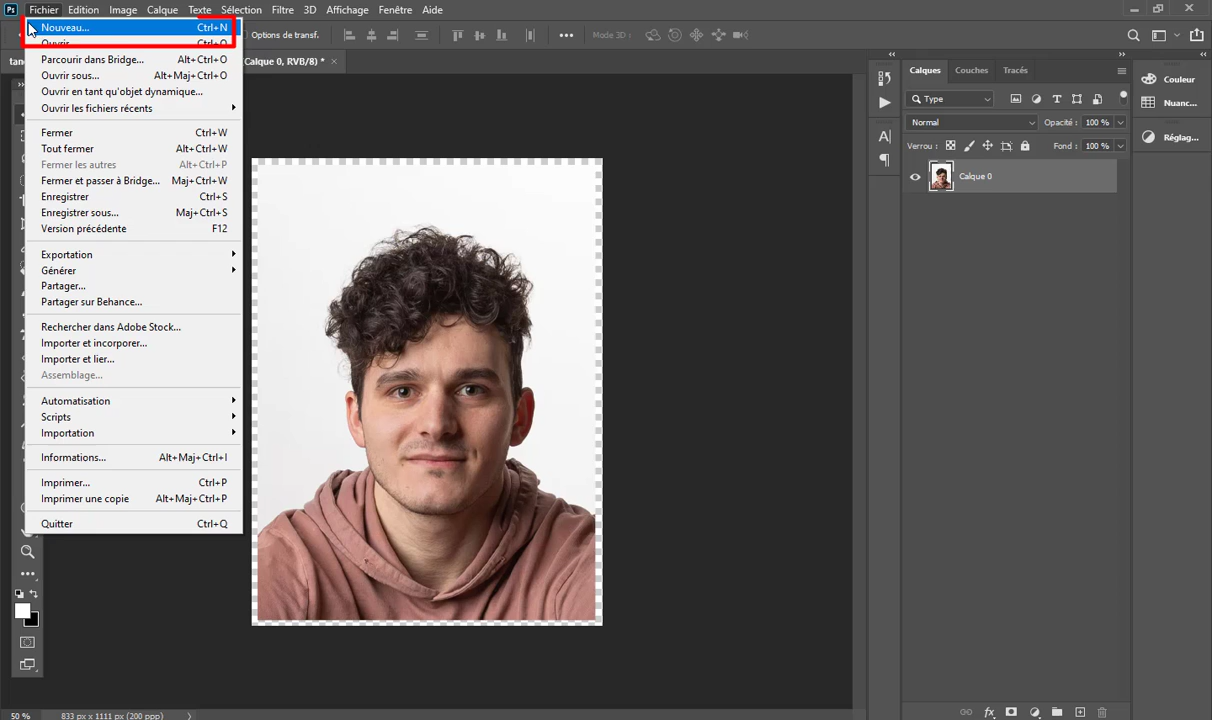 Ps Fichier Edition Image Calque Texte Sélection Filtre 3D Affichage Fenêtre Aide
Nouveau... Ctrl+N
Ouvrir... Ctrl+O
Parcourir dans Bridge... Alt+Ctrl+O
Ouvrir sous... Alt+Maj+Ctrl+O
Ouvrir en tant qu'objet dynamique...
Ouvrir les fichiers récents
Fermer Ctrl+W
Tout fermer Alt+Ctrl+W
Fermer les autres Alt+Ctrl+P
Fermer et passer à Bridge... Maj+Ctrl+W
Enregistrer Ctrl+S
Enregistrer sous... Maj+Ctrl+S
Version précédente F12
Exportation
Générer
Partager...
Partager sur Behance...
Rechercher dans Adobe Stock...
Importer et incorporer...
Importer et lier...
Assemblage...
Automatisation
Scripts
Importation
Informations... Alt+Maj+Ctrl+I
Imprimer... Ctrl+P
Imprimer une copie Alt+Maj+Ctrl+P
Quitter Ctrl+Q
Options de transf.
Mode 3D :
Calque 0, RVB/8) *
Calques Couches Tracés
Type
Normal Opacité : 100 %
Verrou : Fond : 100 %
Calque 0
Couleur
Nuanc...
Réglag...
50 % 833 px x 1111 px (200 ppp)